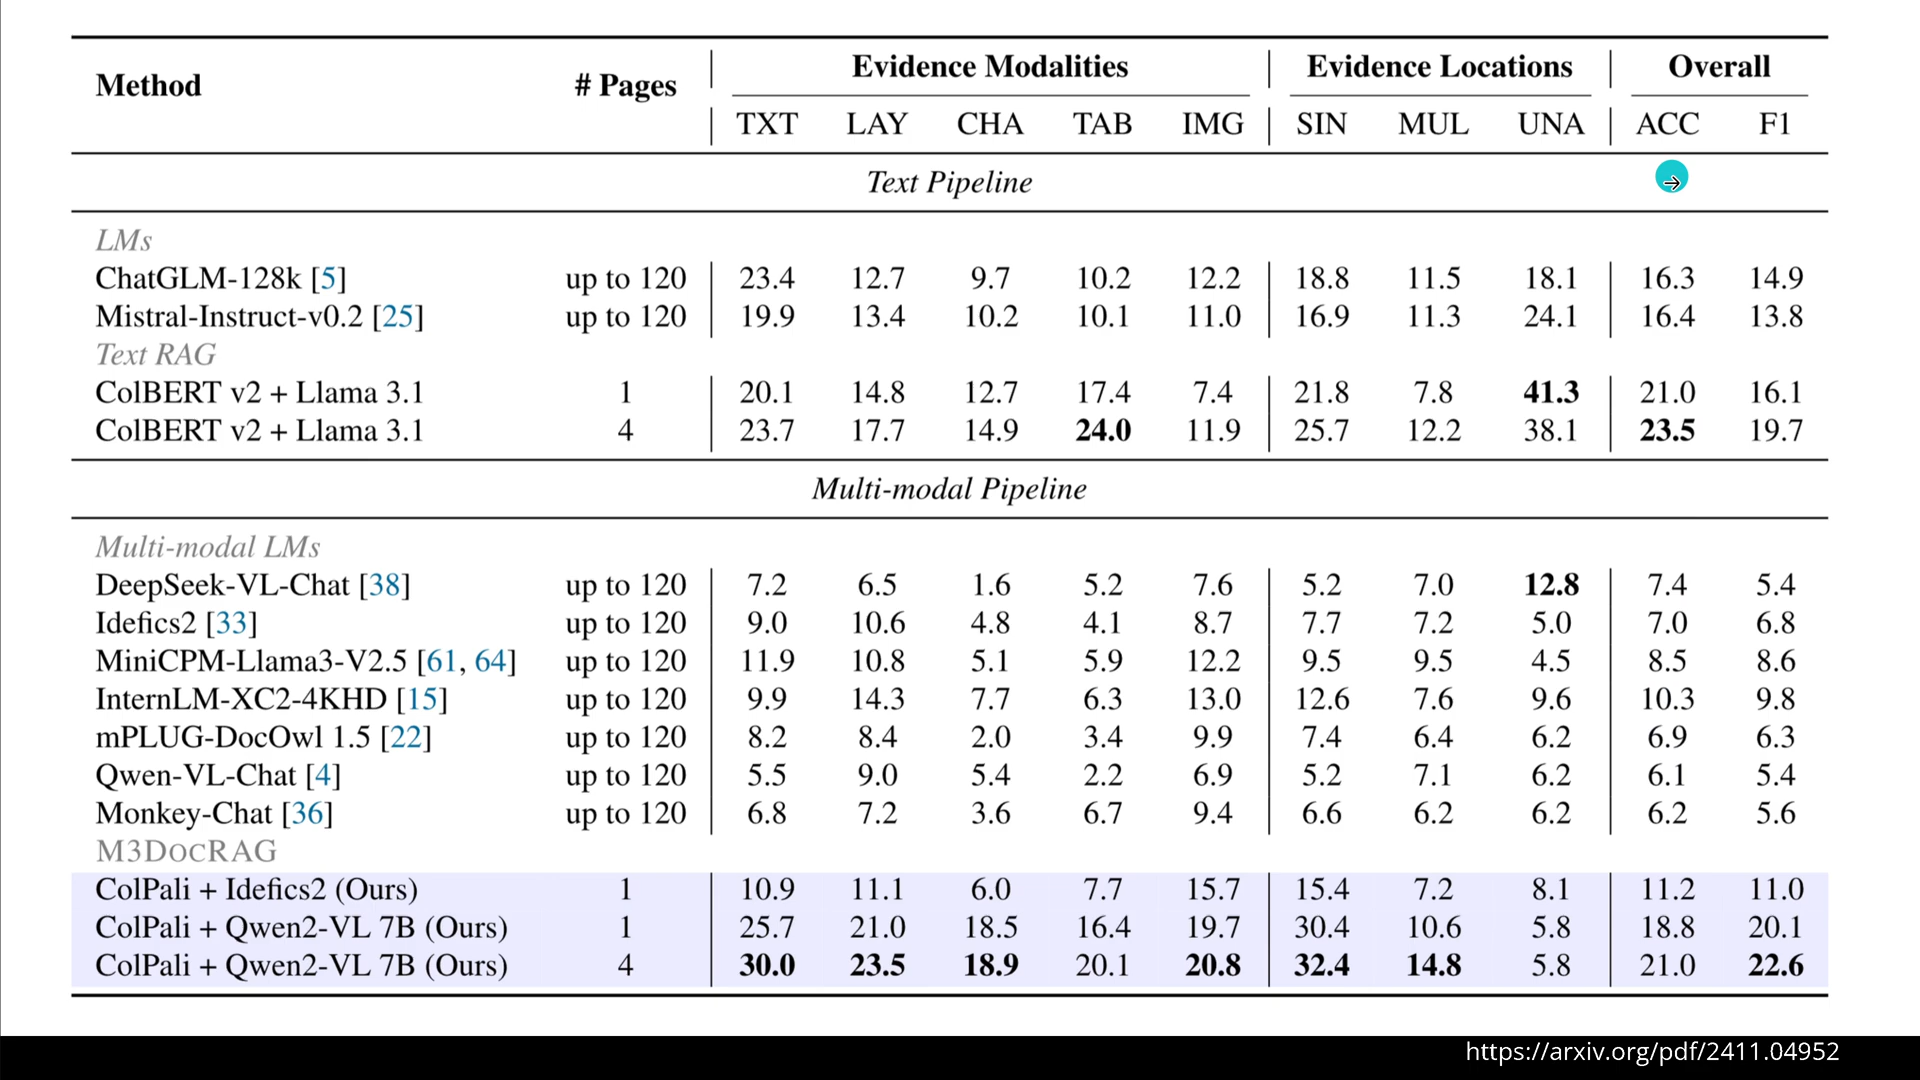 Method # Pages Evidence Modalities Evidence Locations Overall
TXT LAY CHA TAB IMG SIN MUL UNA ACC F1
Text Pipeline
LMs
ChatGLM-128k [5] up to 120 23.4 12.7 9.7 10.2 12.2 18.8 11.5 18.1 16.3 14.9
Mistral-Instruct-v0.2 [25] up to 120 19.9 13.4 10.2 10.1 11.0 16.9 11.3 24.1 16.4 13.8
Text RAG
ColBERT v2 + Llama 3.1 1 20.1 14.8 12.7 17.4 7.4 21.8 7.8 41.3 21.0 16.1
ColBERT v2 + Llama 3.1 4 23.7 17.7 14.9 24.0 11.9 25.7 12.2 38.1 23.5 19.7
Multi-modal Pipeline
Multi-modal LMs
DeepSeek-VL-Chat [38] up to 120 7.2 6.5 1.6 5.2 7.6 5.2 7.0 12.8 7.4 5.4
Idefics2 [33] up to 120 9.0 10.6 4.8 4.1 8.7 7.7 7.2 5.0 7.0 6.8
MiniCPM-Llama3-V2.5 [61, 64] up to 120 11.9 10.8 5.1 5.9 12.2 9.5 9.5 4.5 8.5 8.6
InternLM-XC2-4KHD [15] up to 120 9.9 14.3 7.7 6.3 13.0 12.6 7.6 9.6 10.3 9.8
mPLUG-DocOwl 1.5 [22] up to 120 8.2 8.4 2.0 3.4 9.9 7.4 6.4 6.2 6.9 6.3
Qwen-VL-Chat [4] up to 120 5.5 9.0 5.4 2.2 6.9 5.2 7.1 6.2 6.1 5.4
Monkey-Chat [36] up to 120 6.8 7.2 3.6 6.7 9.4 6.6 6.2 6.2 6.2 5.6
M3DOCRAG
ColPali + Idefics2 (Ours) 1 10.9 11.1 6.0 7.7 15.7 15.4 7.2 8.1 11.2 11.0
ColPali + Qwen2-VL 7B (Ours) 1 25.7 21.0 18.5 16.4 19.7 30.4 10.6 5.8 18.8 20.1
ColPali + Qwen2-VL 7B (Ours) 4 30.0 23.5 18.9 20.1 20.8 32.4 14.8 5.8 21.0 22.6
https://arxiv.org/pdf/2411.04952